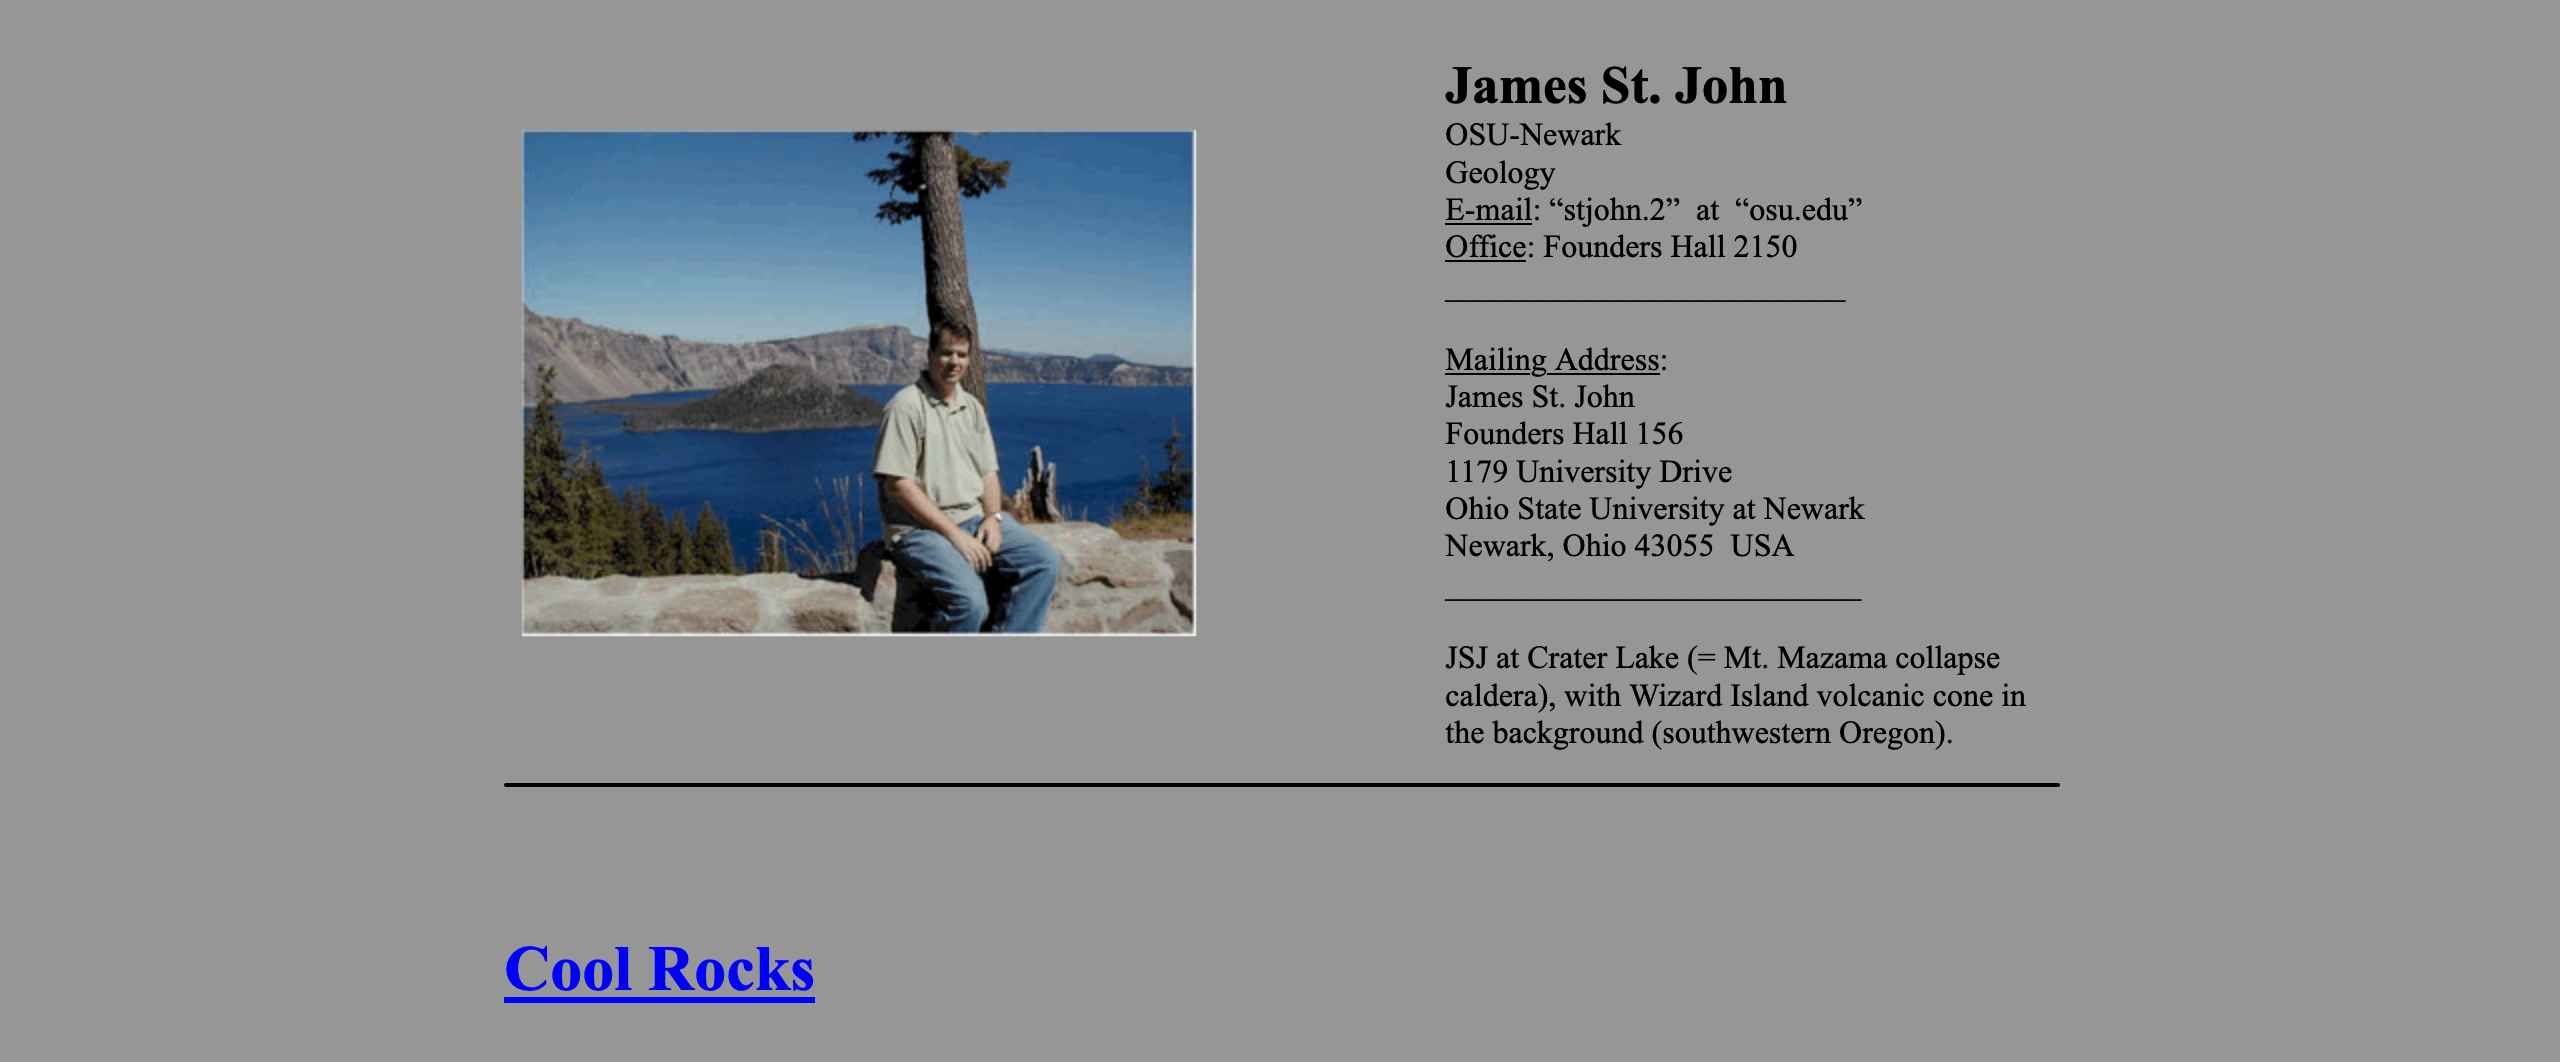 James St. John
OSU-Newark
Geology
E-mail: “stjohn.2”  at  “osu.edu”
Office: Founders Hall 2150
Mailing Address:
James St. John
Founders Hall 156
1179 University Drive
Ohio State University at Newark
Newark, Ohio 43055  USA
JSJ at Crater Lake (= Mt. Mazama collapse
caldera), with Wizard Island volcanic cone in
the background (southwestern Oregon).
Cool Rocks